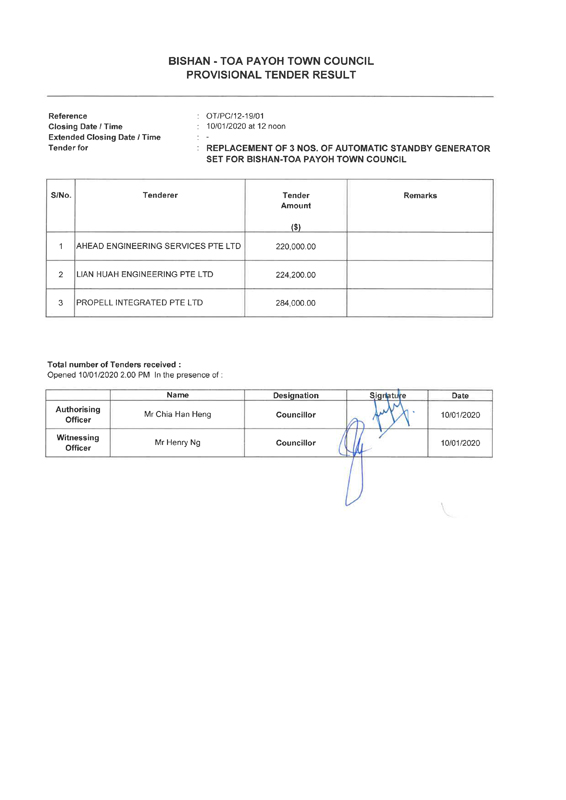 BISHAN - TOA PAYOH TOWN COUNCIL
PROVISIONAL TENDER RESULT
Reference : OT/PC/12-19/01
Closing Date / Time : 10/01/2020 at 12 noon
Extended Closing Date / Time : -
Tender for : REPLACEMENT OF 3 NOS. OF AUTOMATIC STANDBY GENERATOR
SET FOR BISHAN-TOA PAYOH TOWN COUNCIL
S/No. Tenderer Tender Remarks
Amount
($)
1 AHEAD ENGINEERING SERVICES PTE LTD 220,000.00
2 LIAN HUAH ENGINEERING PTE LTD 224,200.00
3 PROPELL INTEGRATED PTE LTD 284,000.00
Total number of Tenders received :
Opened 10/01/2020 2.00 PM In the presence of :
Name Designation Signature Date
Authorising
Officer Mr Chia Han Heng Councillor 10/01/2020
Witnessing
Officer Mr Henry Ng Councillor 10/01/2020